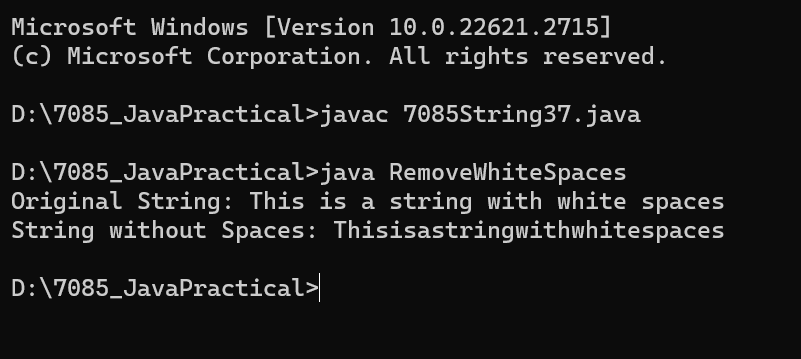 Microsoft Windows [Version 10.0.22621.2715]
(c) Microsoft Corporation. All rights reserved.
D:\7085_JavaPractical>javac 7085String37.java
D:\7085_JavaPractical>java RemoveWhiteSpaces
Original String: This is a string with white spaces
String without Spaces: Thisisastringwithwhitespaces
D:\7085_JavaPractical>